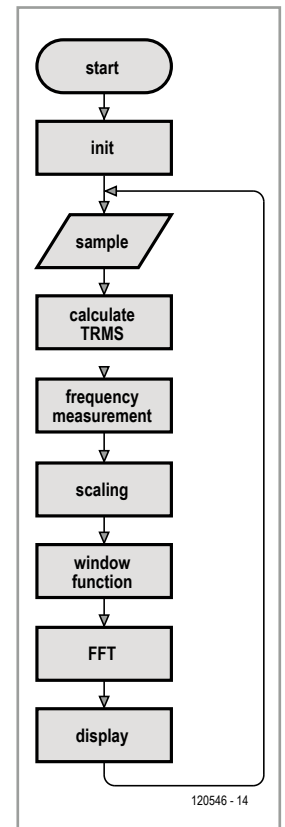 start
init
sample
calculate
TRMS
frequency
measurement
scaling
window
function
FFT
display
120546 - 14